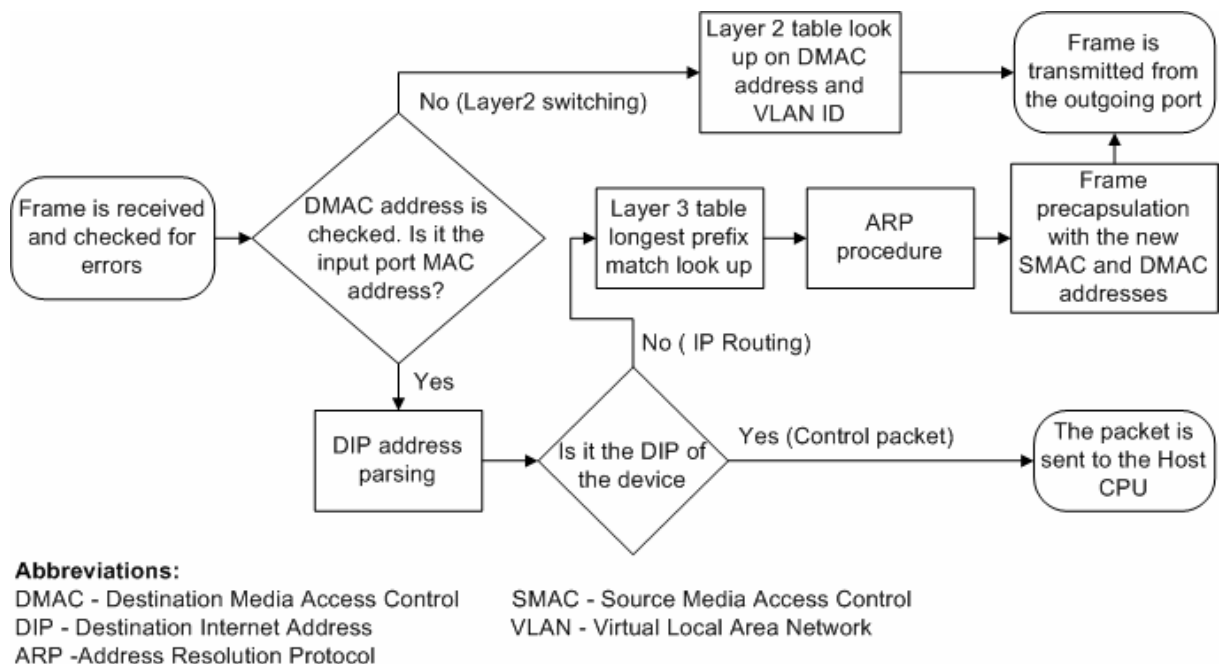 Frame is received
and checked for
errors
DMAC address is
checked. Is it the
input port MAC
address?
No (Layer2 switching)
Layer 2 table look
up on DMAC
address and
VLAN ID
Frame is
transmitted from
the outgoing port
Yes
DIP address
parsing
Is it the DIP of
the device
No ( IP Routing)
Layer 3 table
longest prefix
match look up
ARP
procedure
Frame
precapsulation
with the new
SMAC and DMAC
addresses
Yes (Control packet)
The packet is
sent to the Host
CPU
Abbreviations:
DMAC - Destination Media Access Control
DIP - Destination Internet Address
ARP -Address Resolution Protocol
SMAC - Source Media Access Control
VLAN - Virtual Local Area Network